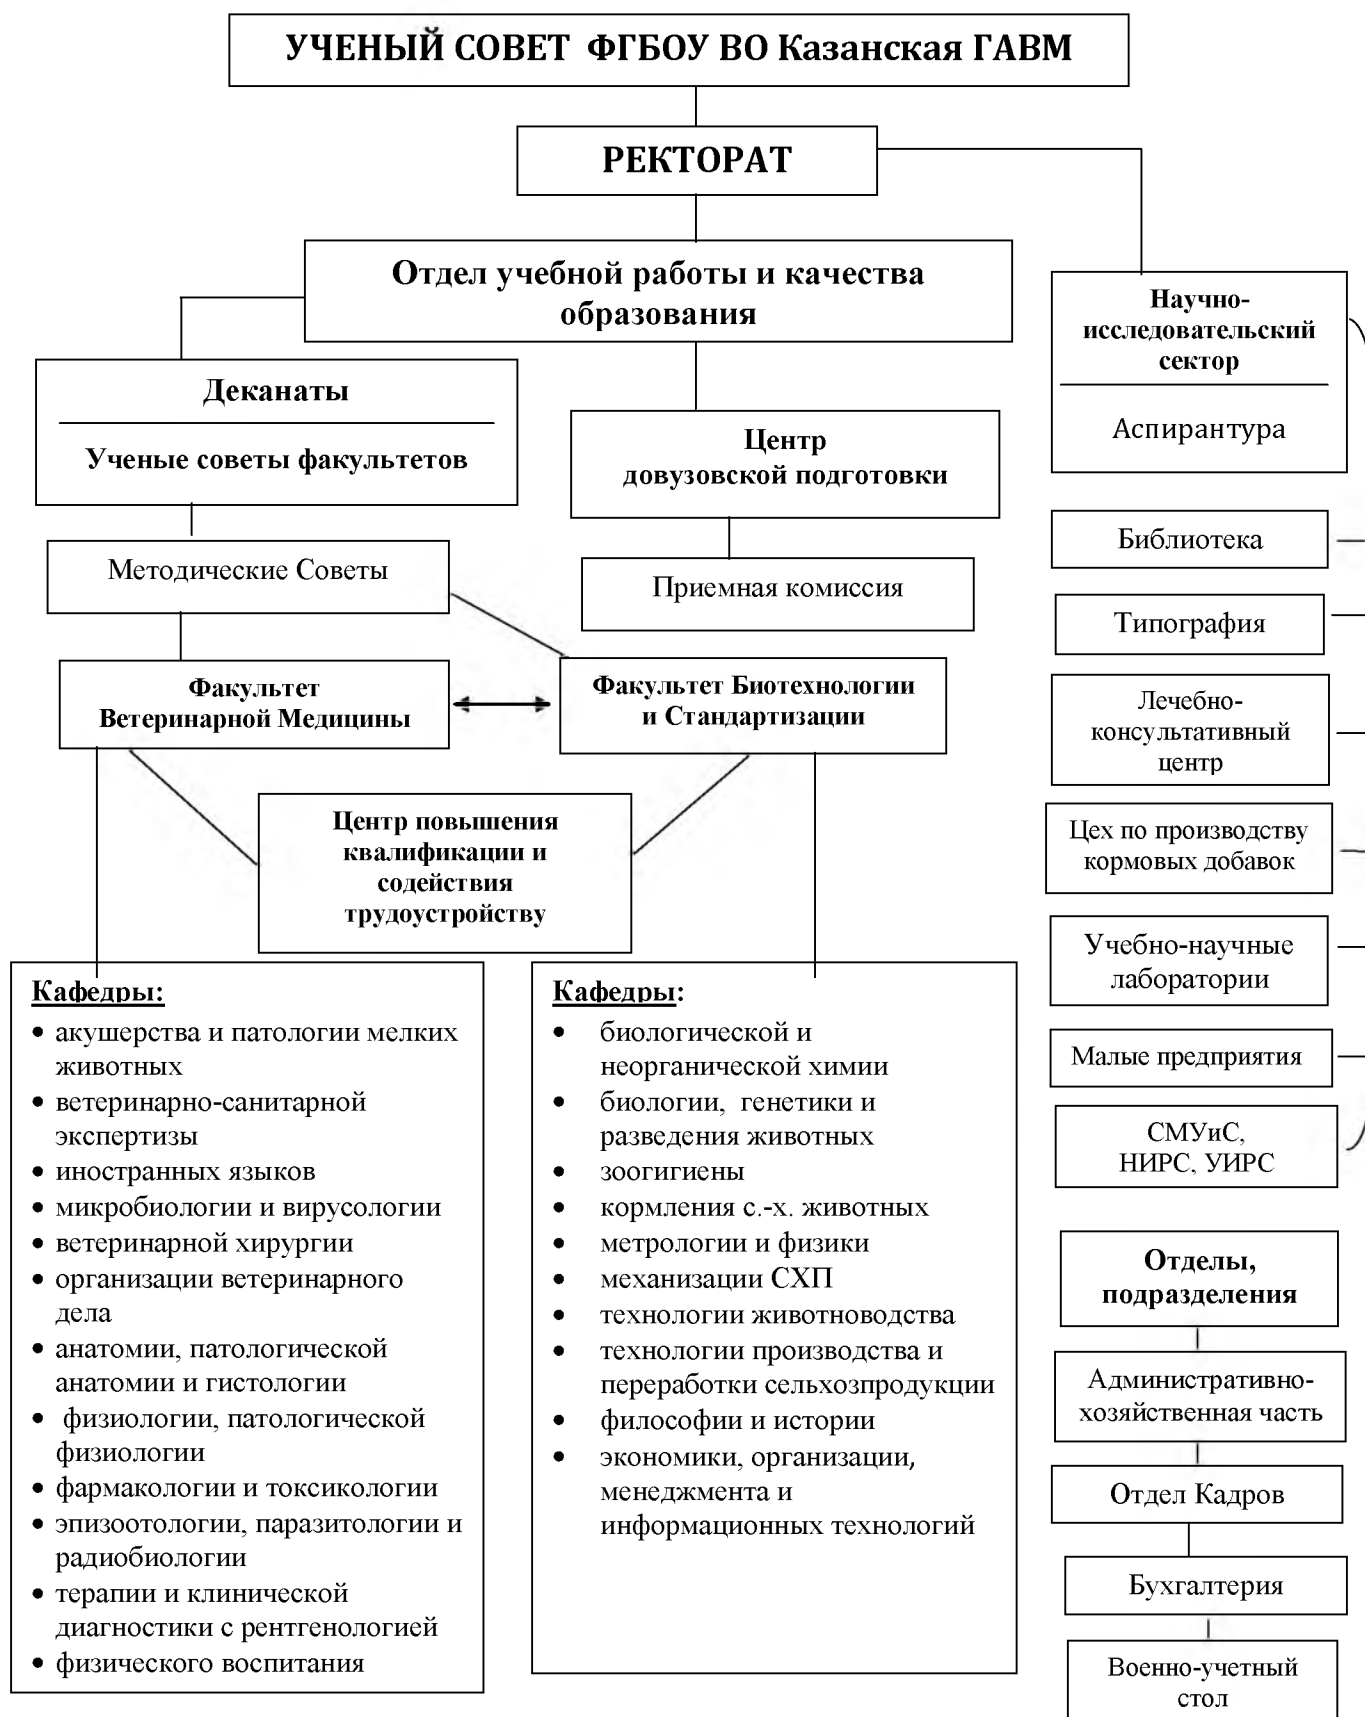 УЧЕНЫЙ СОВЕТ ФГБОУ ВО Казанская ГАВМ
РЕКТОРАТ
Отдел учебной работы и качества
образования
Научно-
исследовательский
сектор
Аспирантура
Деканаты
Ученые советы факультетов
Центр
довузовской подготовки
Методические Советы
Приемная комиссия
Библиотека
Типография
Факультет
Ветеринарной Медицины
Факультет Биотехнологии
и Стандартизации
Лечебно-
консультативный
центр
Центр повышения
квалификации и
содействия
трудоустройству
Цех по производству
кормовых добавок
Учебно-научные
лаборатории
Малые предприятия
СМУиС,
НИРС, УИРС
Кафедры:
• акушерства и патологии мелких
животных
• ветеринарно-санитарной
экспертизы
• иностранных языков
• микробиологии и вирусологии
• ветеринарной хирургии
• организации ветеринарного
дела
• анатомии, патологической
анатомии и гистологии
• физиологии, патологической
физиологии
• фармакологии и токсикологии
• эпизоотологии, паразитологии и
радиобиологии
• терапии и клинической
диагностики с рентгенологией
• физического воспитания
Кафедры:
• биологической и
неорганической химии
• биологии, генетики и
разведения животных
• зоогигиены
• кормления с.-х. животных
• метрологии и физики
• механизации СХП
• технологии животноводства
• технологии производства и
переработки сельхозпродукции
• философии и истории
• экономики, организации,
менеджмента и
информационных технологий
Отделы,
подразделения
Административно-
хозяйственная часть
Отдел Кадров
Бухгалтерия
Военно-учетный
стол